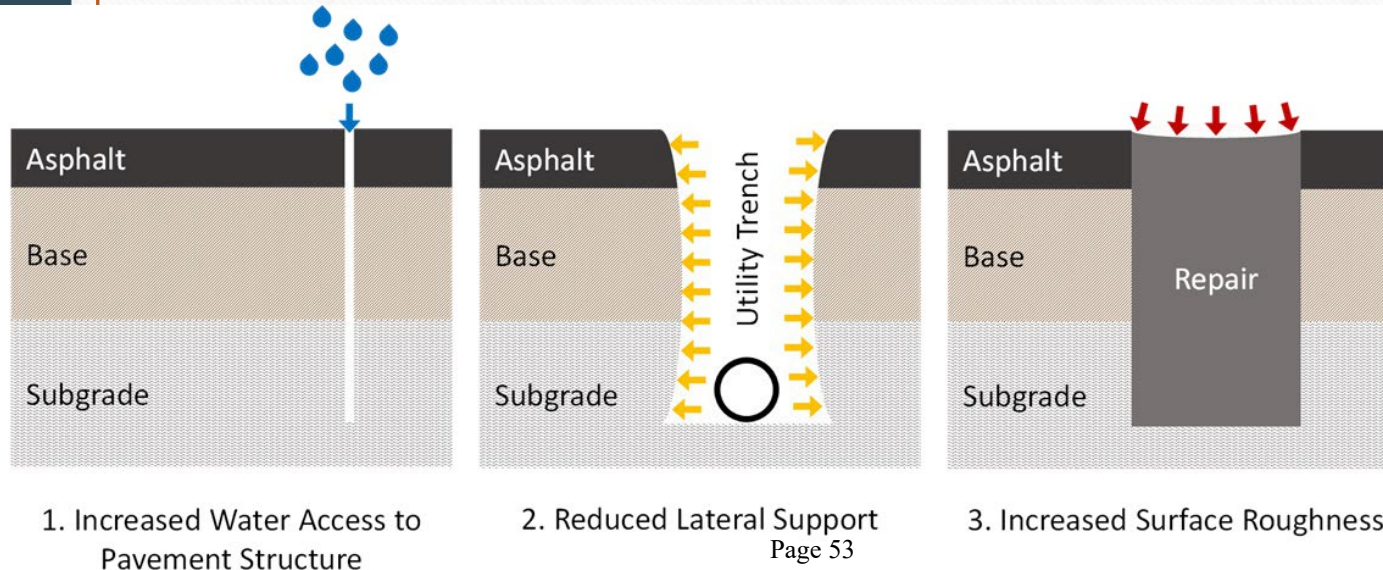 Asphalt
Base
Subgrade
1. Increased Water Access to
Pavement Structure
Asphalt
Base
Subgrade
Utility Trench
2. Reduced Lateral Support
Asphalt
Base
Subgrade
Repair
3. Increased Surface Roughness
Page 53